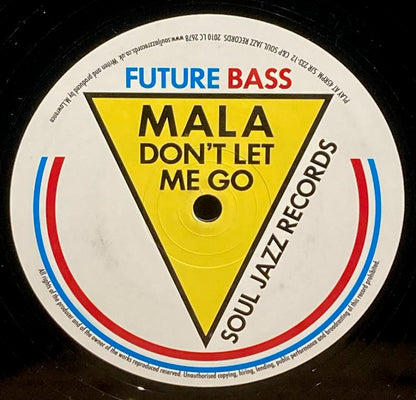 FUTURE BASS
MALA
DON'T LET
ME GO
SOUL JAZZ RECORDS
PLAY AT 45RPM. SJR 233-12 C&P SOUL JAZZ RECORDS 2010 LC 2678 www.souljazzrecords.co.uk Written and produced by M.Lawrence
All rights of the producer and of the owner of the works reproduced reserved. Unauthorised copying, hiring, lending, public performance and broadcasting of this record prohibited.